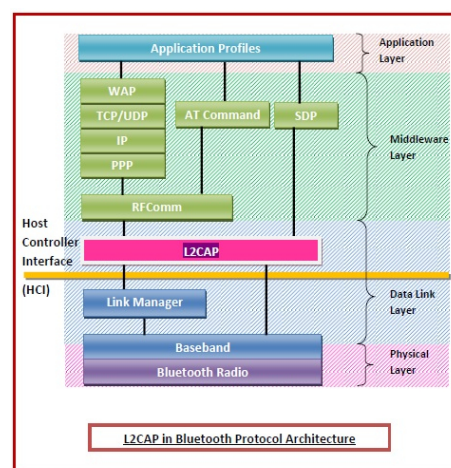 Application Profiles
Application
Layer
WAP
TCP/UDP
AT Command
SDP
IP
PPP
Middleware
Layer
RFComm
Host
Controller
Interface
(HCI)
L2CAP
Link Manager
Data Link
Layer
Baseband
Bluetooth Radio
Physical
Layer
L2CAP in Bluetooth Protocol Architecture